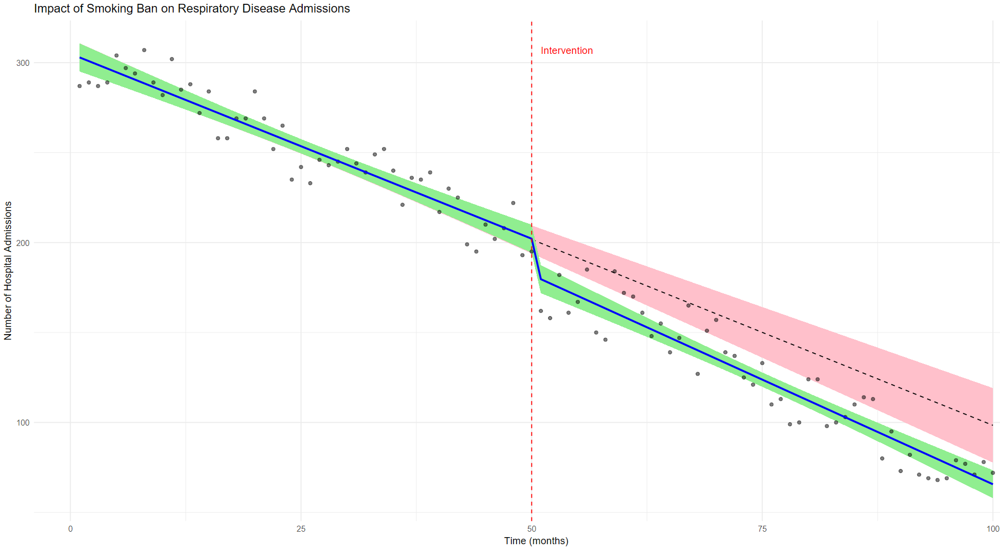 Impact of Smoking Ban on Respiratory Disease Admissions
Intervention
Number of Hospital Admissions
300
200
100
0
25
50
75
100
Time (months)